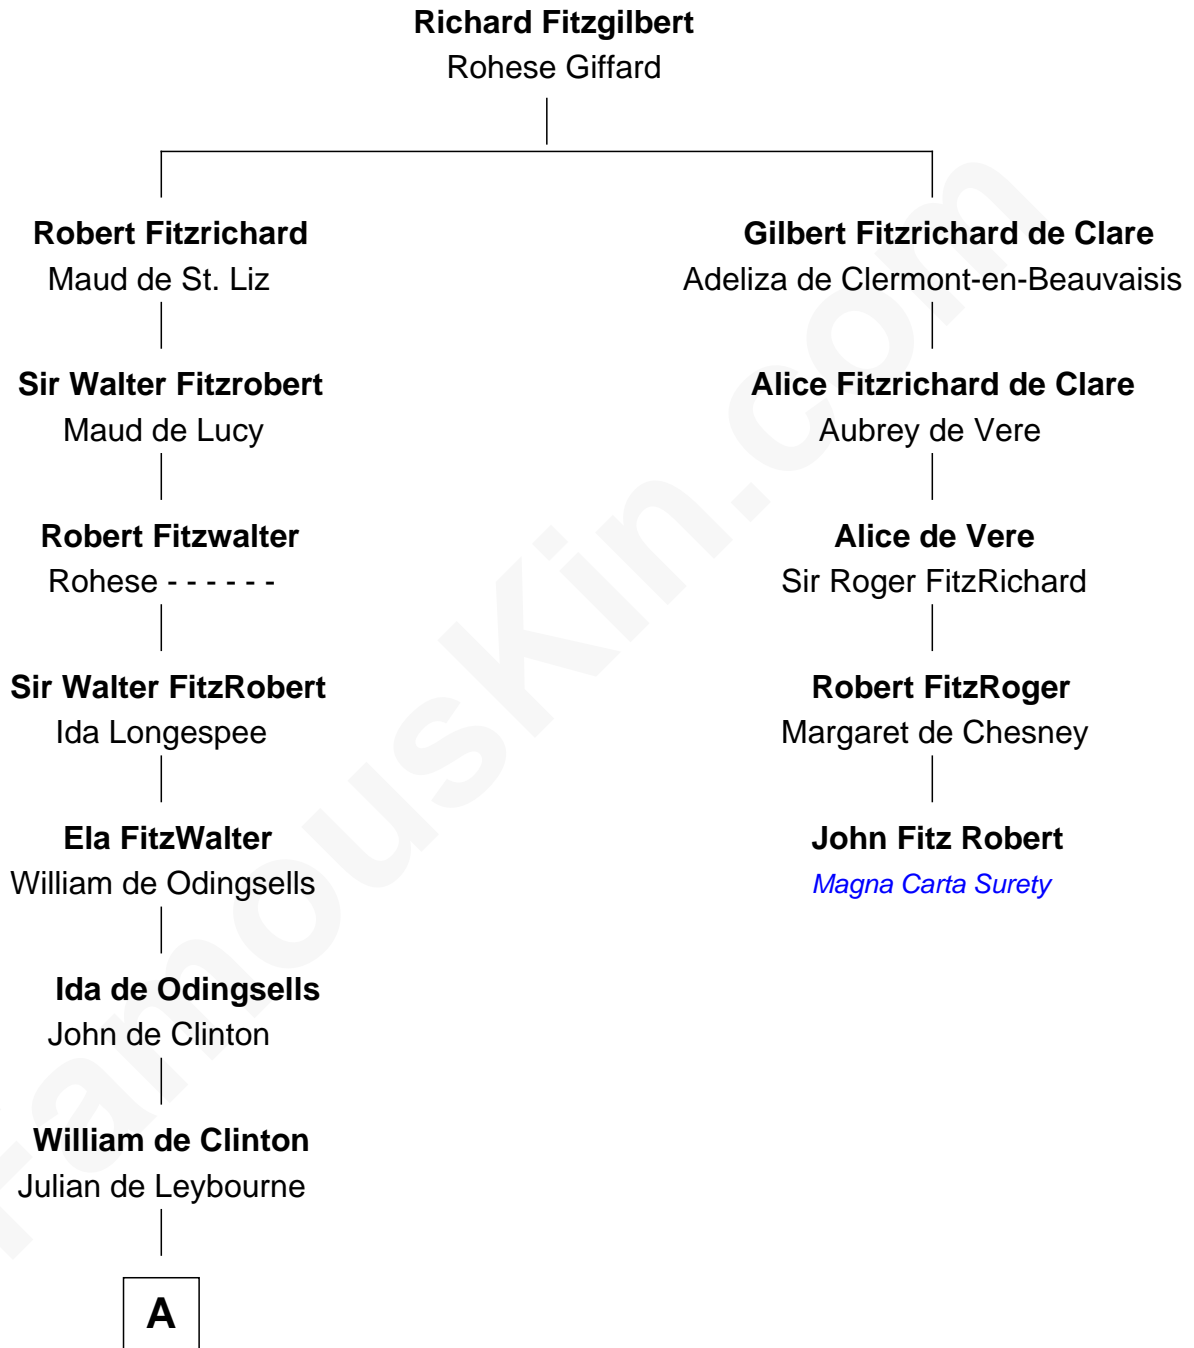 Richard Fitzgilbert
Rohese Giffard
Robert Fitzrichard
Maud de St. Liz
Gilbert Fitzrichard de Clare
Adeliza de Clermont-en-Beauvaisis
Sir Walter Fitzrobert
Maud de Lucy
Alice Fitzrichard de Clare
Aubrey de Vere
Robert Fitzwalter
Rohese - - - - - -
Alice de Vere
Sir Roger FitzRichard
Sir Walter FitzRobert
Ida Longespee
Robert FitzRoger
Margaret de Chesney
Ela FitzWalter
William de Odingsells
John Fitz Robert
Magna Carta Surety
Ida de Odingsells
John de Clinton
William de Clinton
Julian de Leybourne
A
FamousKin.com